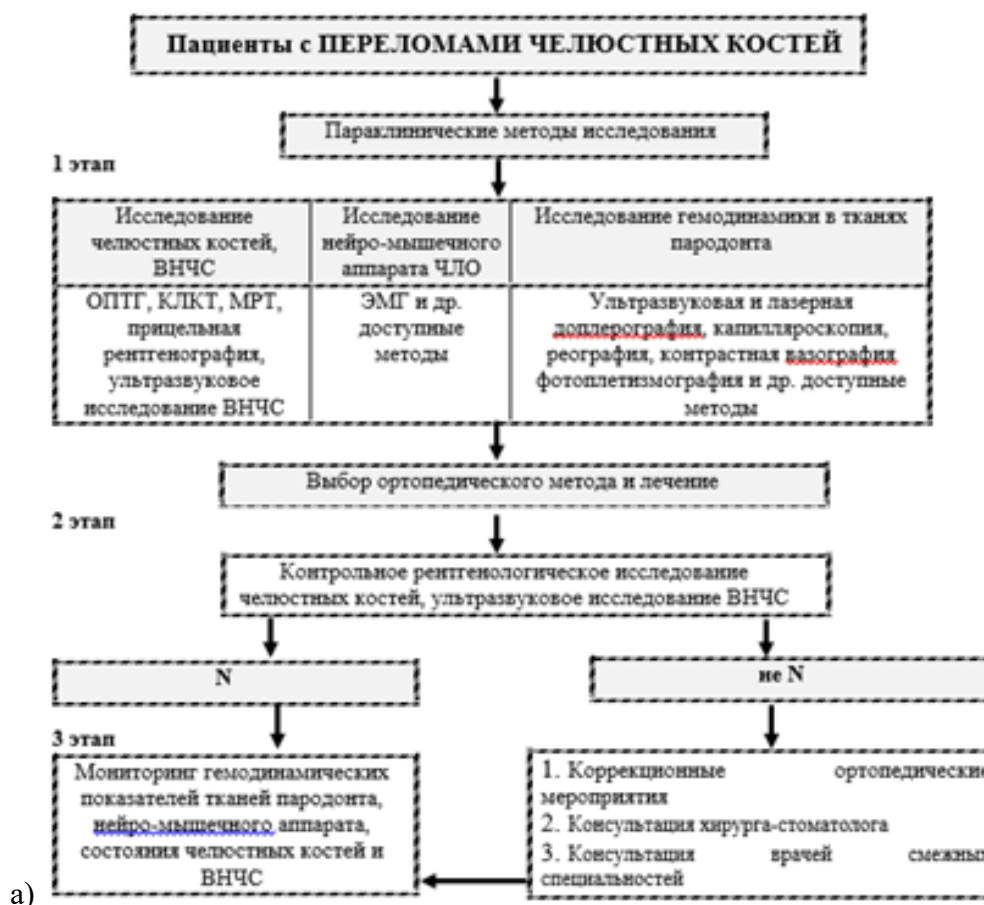 Пациенты с ПЕРЕЛОМАМИ ЧЕЛЮСТНЫХ КОСТЕЙ
Параклинические методы исследования
1 этап
Исследование
челюстных костей,
ВНЧС
Исследование
нейро-мышечного
аппарата ЧЛО
Исследование гемодинамики в тканях
пародонта
ОПТГ, КЛКТ, МРТ,
прицельная
рентгенография,
ультразвуковое
исследование ВНЧС
ЭМГ и др.
доступные
методы
Ультразвуковая и лазерная
доплерография, капилляроскопия,
реография, контрастная вазография
фотоплетизмография и др. доступные
методы
Выбор ортопедического метода и лечение
2 этап
Контрольное рентгенологическое исследование
челюстных костей, ультразвуковое исследование ВНЧС
N
не N
3 этап
Мониторинг гемодинамических
показателей тканей пародонта,
нейро-мышечного аппарата,
состояния челюстных костей и
ВНЧС
1. Коррекционные ортопедические
мероприятия
2. Консультация хирурга-стоматолога
3. Консультация врачей смежных
специальностей
а)